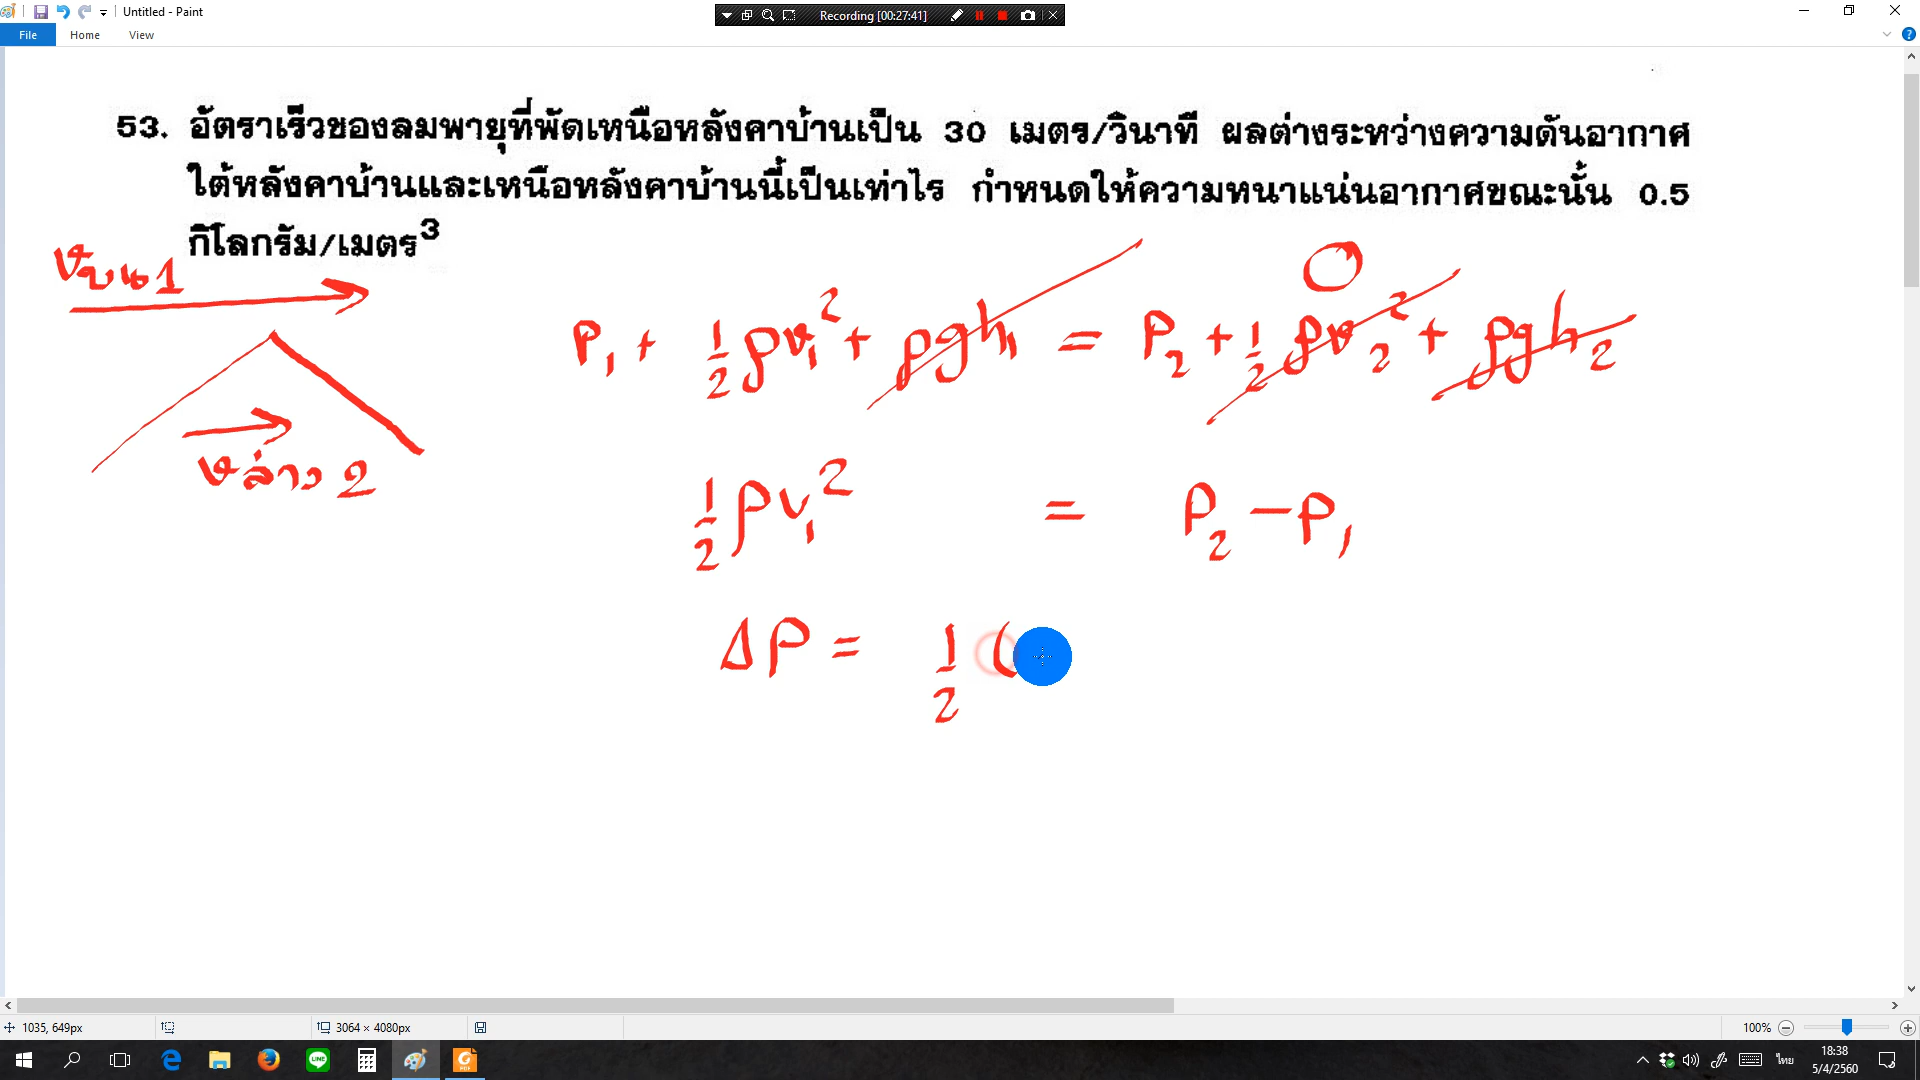 Untitled - Paint
Recording [00:27:41]
File Home View
53. อัตราเร็วของลมพายุที่พัดเหนือหลังคาบ้านเป็น 30 เมตร/วินาที ผลต่างระหว่างความดันอากาศ
ใต้หลังคาบ้านและเหนือหลังคาบ้านนี้เป็นเท่าไร กำหนดให้ความหนาแน่นอากาศขณะนั้น 0.5
กิโลกรัม/เมตร³
vบน1
0
P₁ + 1/2 ρv₁² + ρgh₁ = P₂ + 1/2 ρv₂² + ρgh₂
vล่าง 2
1/2 ρv₁² = P₂ - P₁
ΔP = 1/2 (
1035, 649px
3064 × 4080px
100%
ไทย
18:38
5/4/2560